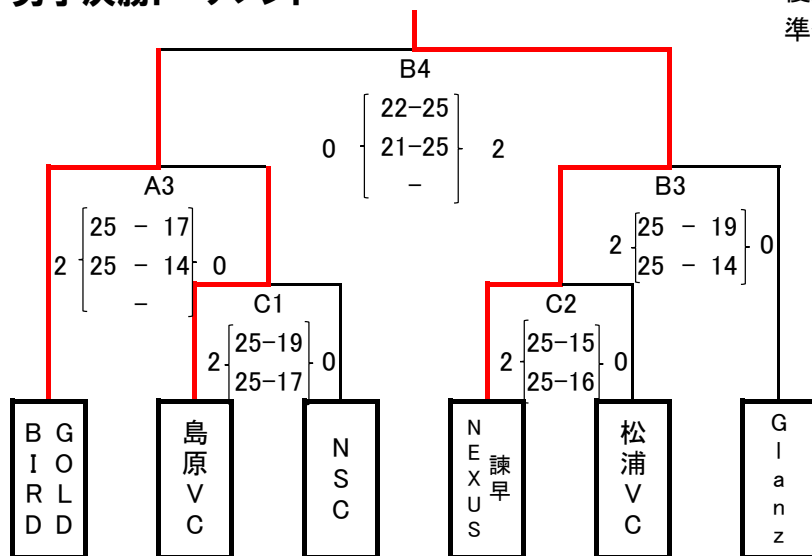 男子決勝トーナメント
準
B4
22-25
0 21-25 2
-
A3
25 - 17
2 25 - 14 0
-
B3
25 - 19
2 0
25 - 14
C1
25-19
2 0
25-17
C2
25-15
2 0
25-16
GOLD
BIRD
島原VC
NSC
諫早
NEXUS
松浦VC
Glanz